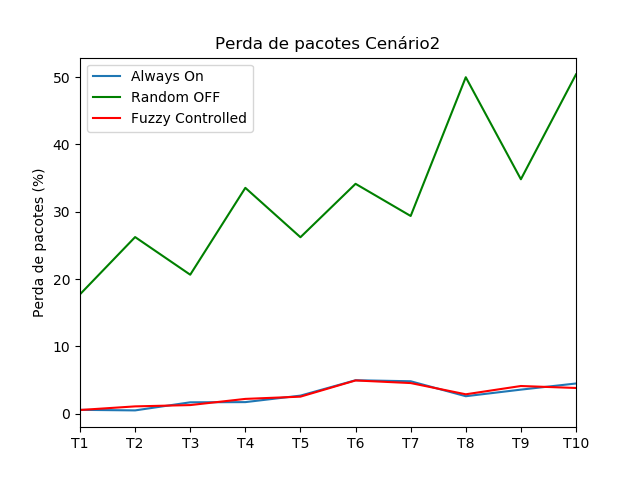 Perda de pacotes Cenário2
Always On
Random OFF
Fuzzy Controlled
Perda de pacotes (%)
50
40
30
20
10
0
T1 T2 T3 T4 T5 T6 T7 T8 T9 T10